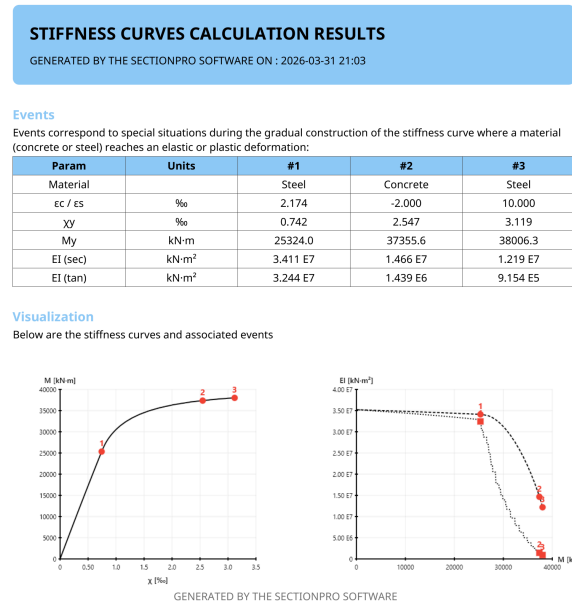 STIFFNESS CURVES CALCULATION RESULTS
GENERATED BY THE SECTIONPRO SOFTWARE ON : 2026-03-31 21:03
Events
Events correspond to special situations during the gradual construction of the stiffness curve where a material
(concrete or steel) reaches an elastic or plastic deformation:
Param Units #1 #2 #3
Material Steel Concrete Steel
εc / εs ‰ 2.174 -2.000 10.000
χy ‰ 0.742 2.547 3.119
My kN·m 25324.0 37355.6 38006.3
EI (sec) kN·m² 3.411 E7 1.466 E7 1.219 E7
EI (tan) kN·m² 3.244 E7 1.439 E6 9.154 E5
Visualization
Below are the stiffness curves and associated events
M [kN·m]
40000
35000
30000
25000
20000
15000
10000
5000
0
0 0.50 1.0 1.5 2.0 2.5 3.0 3.5
χ [‰]
1
2
3
EI [kN·m²]
4.00 E7
3.50 E7
3.00 E7
2.50 E7
2.00 E7
1.50 E7
1.00 E7
5.00 E6
0
0 10000 20000 30000 40000
M [k
1
2
3
2
GENERATED BY THE SECTIONPRO SOFTWARE